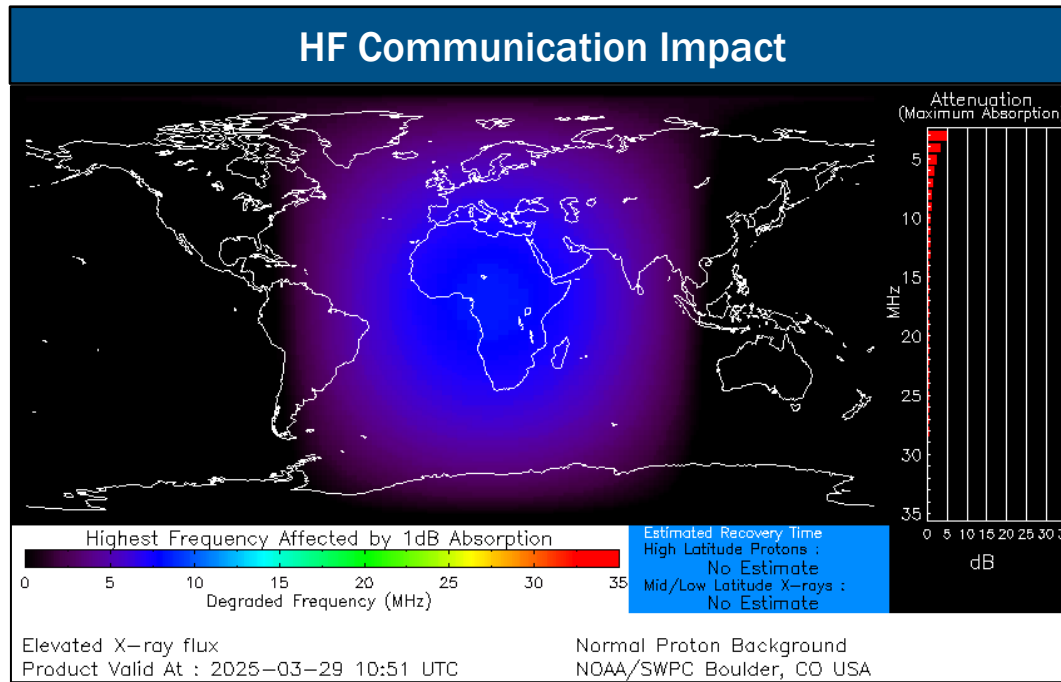 HF Communication Impact
Attenuation
(Maximum Absorption
5
10
15
20
25
30
35
MHz
0 5 10 15 20 25 30
dB
Highest Frequency Affected by 1dB Absorption
0 5 10 15 20 25 30 35
Degraded Frequency (MHz)
Estimated Recovery Time
High Latitude Protons :
No Estimate
Mid/Low Latitude X-rays :
No Estimate
Elevated X-ray flux
Product Valid At : 2025-03-29 10:51 UTC
Normal Proton Background
NOAA/SWPC Boulder, CO USA